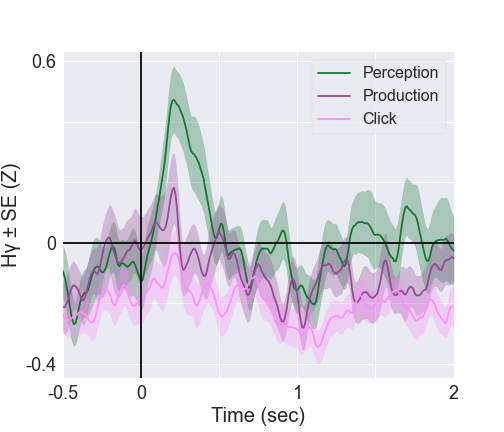 Hγ ± SE (Z)
0.6
0
-0.4
Perception
Production
Click
-0.5
0
1
2
Time (sec)